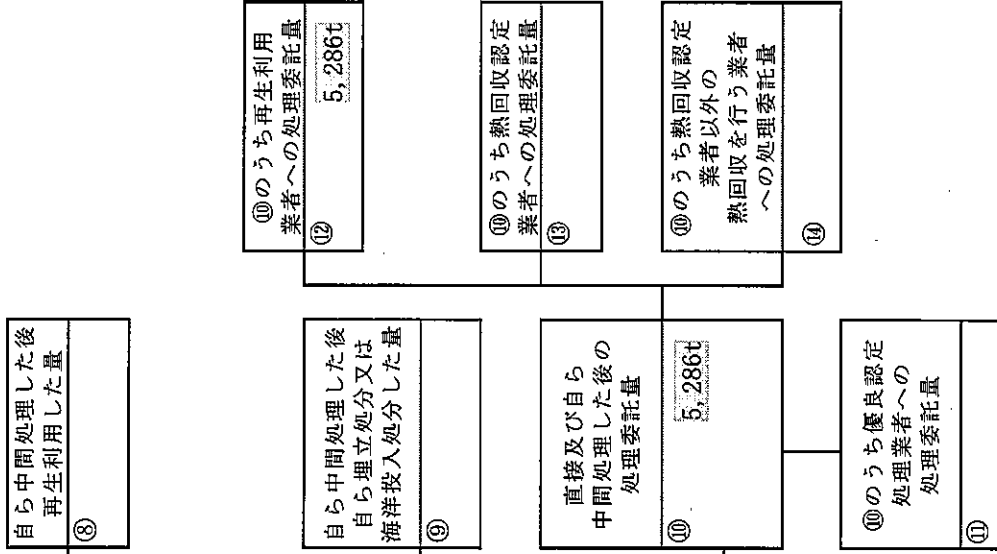 自ら中間処理した後
再生利用した量
⑧
自ら中間処理した後
自ら埋立処分又は
海洋投入処分した量
⑨
直接及び自ら
中間処理した後の
処理委託量
⑩
5,286t
⑩のうち優良認定
処理業者への
処理委託量
⑪
⑩のうち再生利用
業者への処理委託量
⑫
5,286t
⑩のうち熱回収認定
業者への処理委託量
⑬
⑩のうち熱回収認定
業者以外の
熱回収を行う業者
への処理委託量
⑭